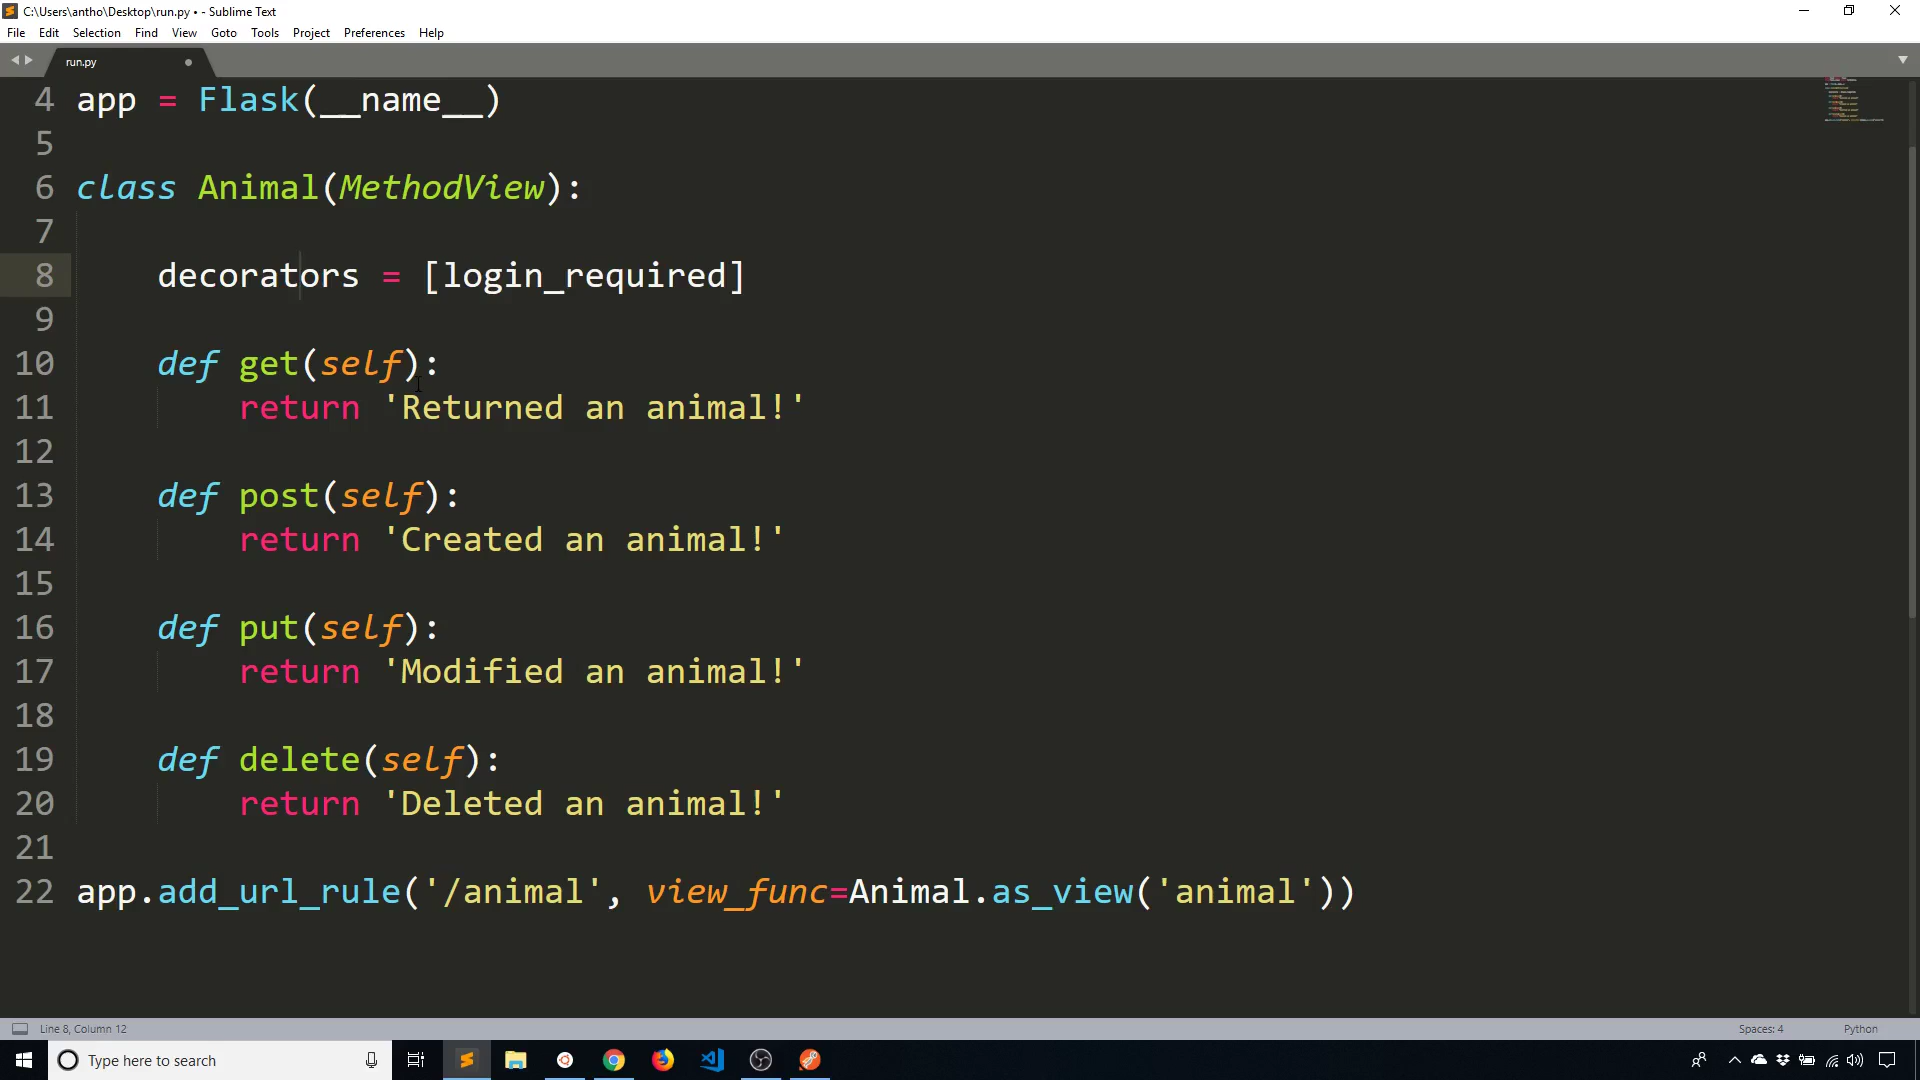 C:\Users\antho\Desktop\run.py • - Sublime Text
File Edit Selection Find View Goto Tools Project Preferences Help
run.py
4 app = Flask(__name__)
5
6 class Animal(MethodView):
7
8     decorators = [login_required]
9
10     def get(self):
11         return 'Returned an animal!'
12
13     def post(self):
14         return 'Created an animal!'
15
16     def put(self):
17         return 'Modified an animal!'
18
19     def delete(self):
20         return 'Deleted an animal!'
21
22 app.add_url_rule('/animal', view_func=Animal.as_view('animal'))
Line 8, Column 12
Spaces: 4
Python
Type here to search